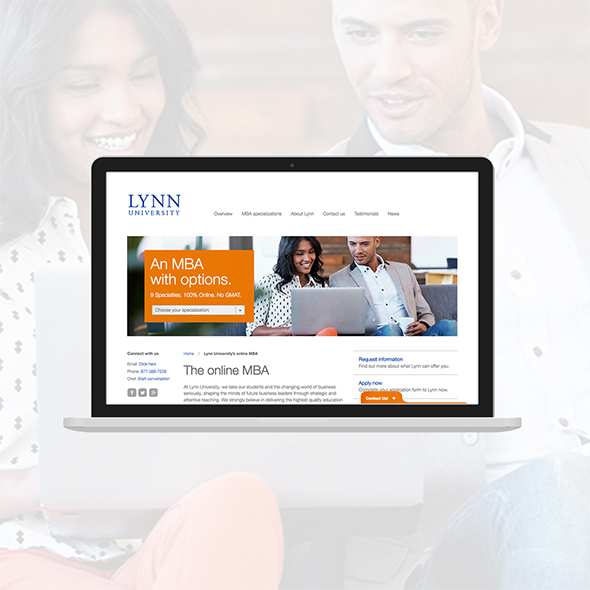 LYNN
UNIVERSITY
Overview MBA specializations About Lynn Contact us Testimonials News
An MBA
with options.
9 Specialties. 100% Online. No GMAT.
Choose your specialization:
Connect with us
Email: Click here
Phone: 877-388-7239
Chat: Start conversation
Home / Lynn University's online MBA
The online MBA
At Lynn University, we take our students and the changing world of business
seriously, shaping the minds of future business leaders through strategic and
attentive teaching. We strongly believe in delivering the highest quality education
Request information
Find out more about what Lynn can offer you.
Apply now
Complete your application form to Lynn now.
Contact Us!